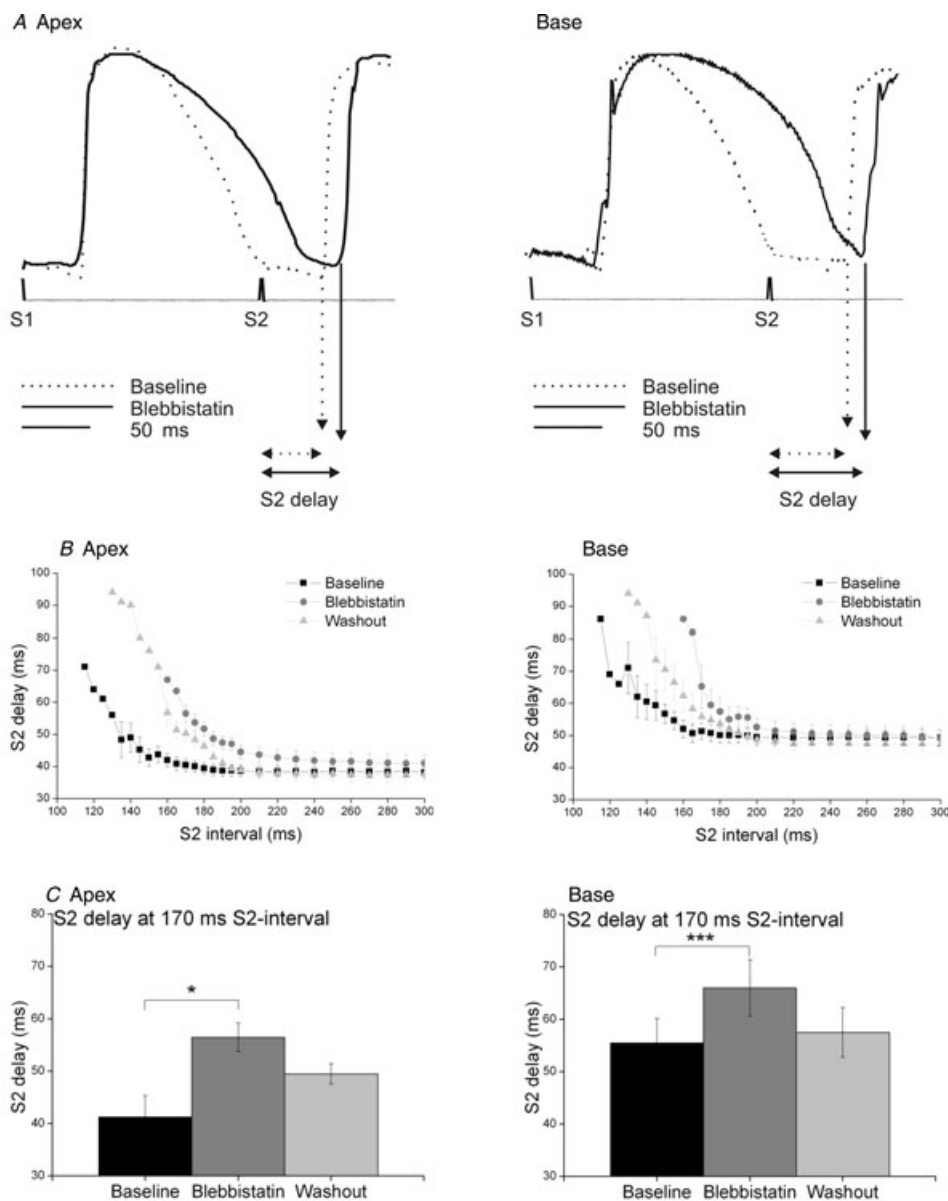 A Apex
Base
S1
S2
S1
S2
Baseline
Blebbistatin
50 ms
S2 delay
Baseline
Blebbistatin
50 ms
S2 delay
B Apex
100
90
80
70
60
50
40
30
S2 delay (ms)
Baseline
Blebbistatin
Washout
100 120 140 160 180 200 220 240 260 280 300
S2 interval (ms)
Base
100
90
80
70
60
50
40
30
S2 delay (ms)
Baseline
Blebbistatin
Washout
100 120 140 160 180 200 220 240 260 280 300
S2 interval (ms)
C Apex
S2 delay at 170 ms S2-interval
80
70
60
50
40
30
S2 delay (ms)
*
Baseline Blebbistatin Washout
Base
S2 delay at 170 ms S2-interval
80
70
60
50
40
30
S2 delay (ms)
***
Baseline Blebbistatin Washout